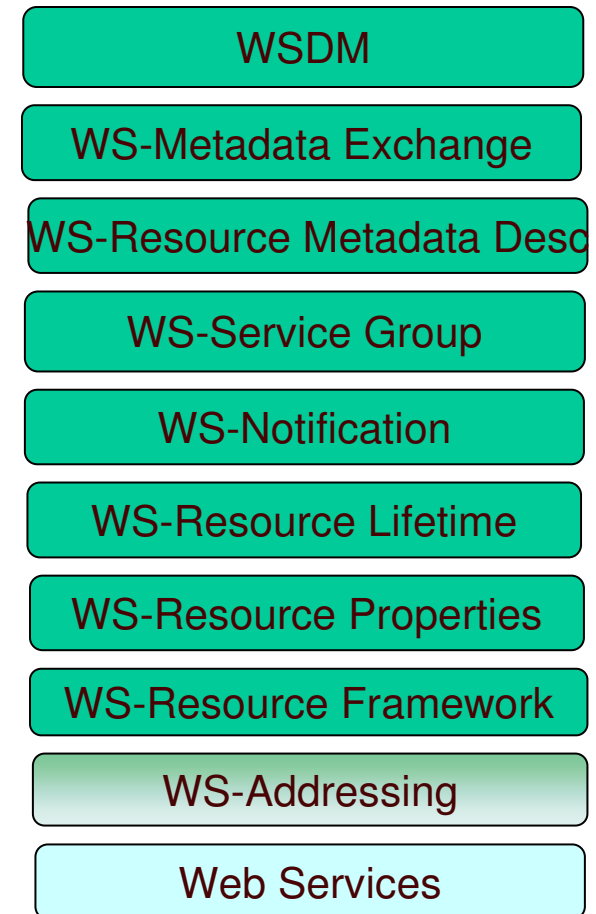 WSDM
WS-Metadata Exchange
WS-Resource Metadata Desc
WS-Service Group
WS-Notification
WS-Resource Lifetime
WS-Resource Properties
WS-Resource Framework
WS-Addressing
Web Services